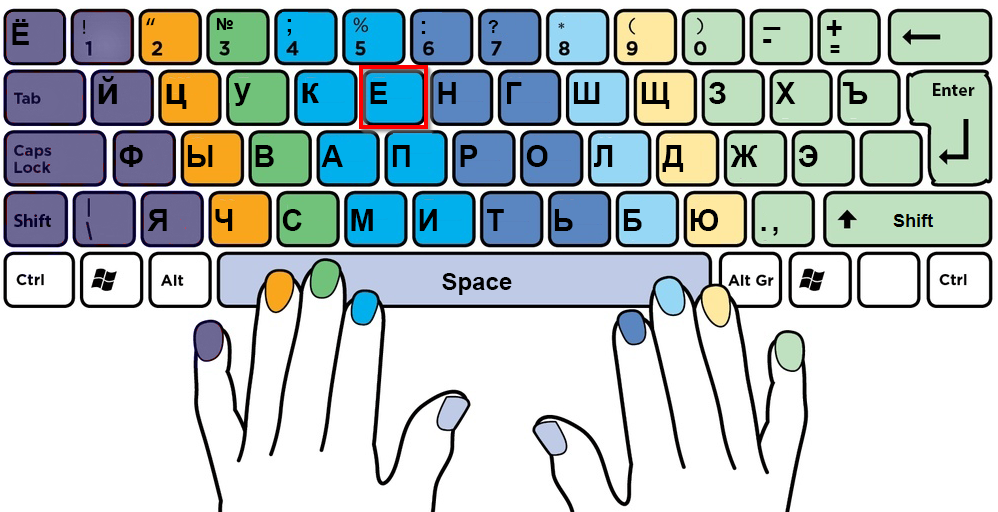 Ё ! 1 “ 2 № 3 ; 4 % 5 : 6 ? 7 * 8 ( 9 ) 0 — - + =
Tab Й Ц У К Е Н Г Ш Щ З Х Ъ Enter
Caps Lock Ф Ы В А П Р О Л Д Ж Э
Shift | \ Я Ч С М И Т Ь Б Ю . , Shift
Ctrl Alt Space Alt Gr Ctrl